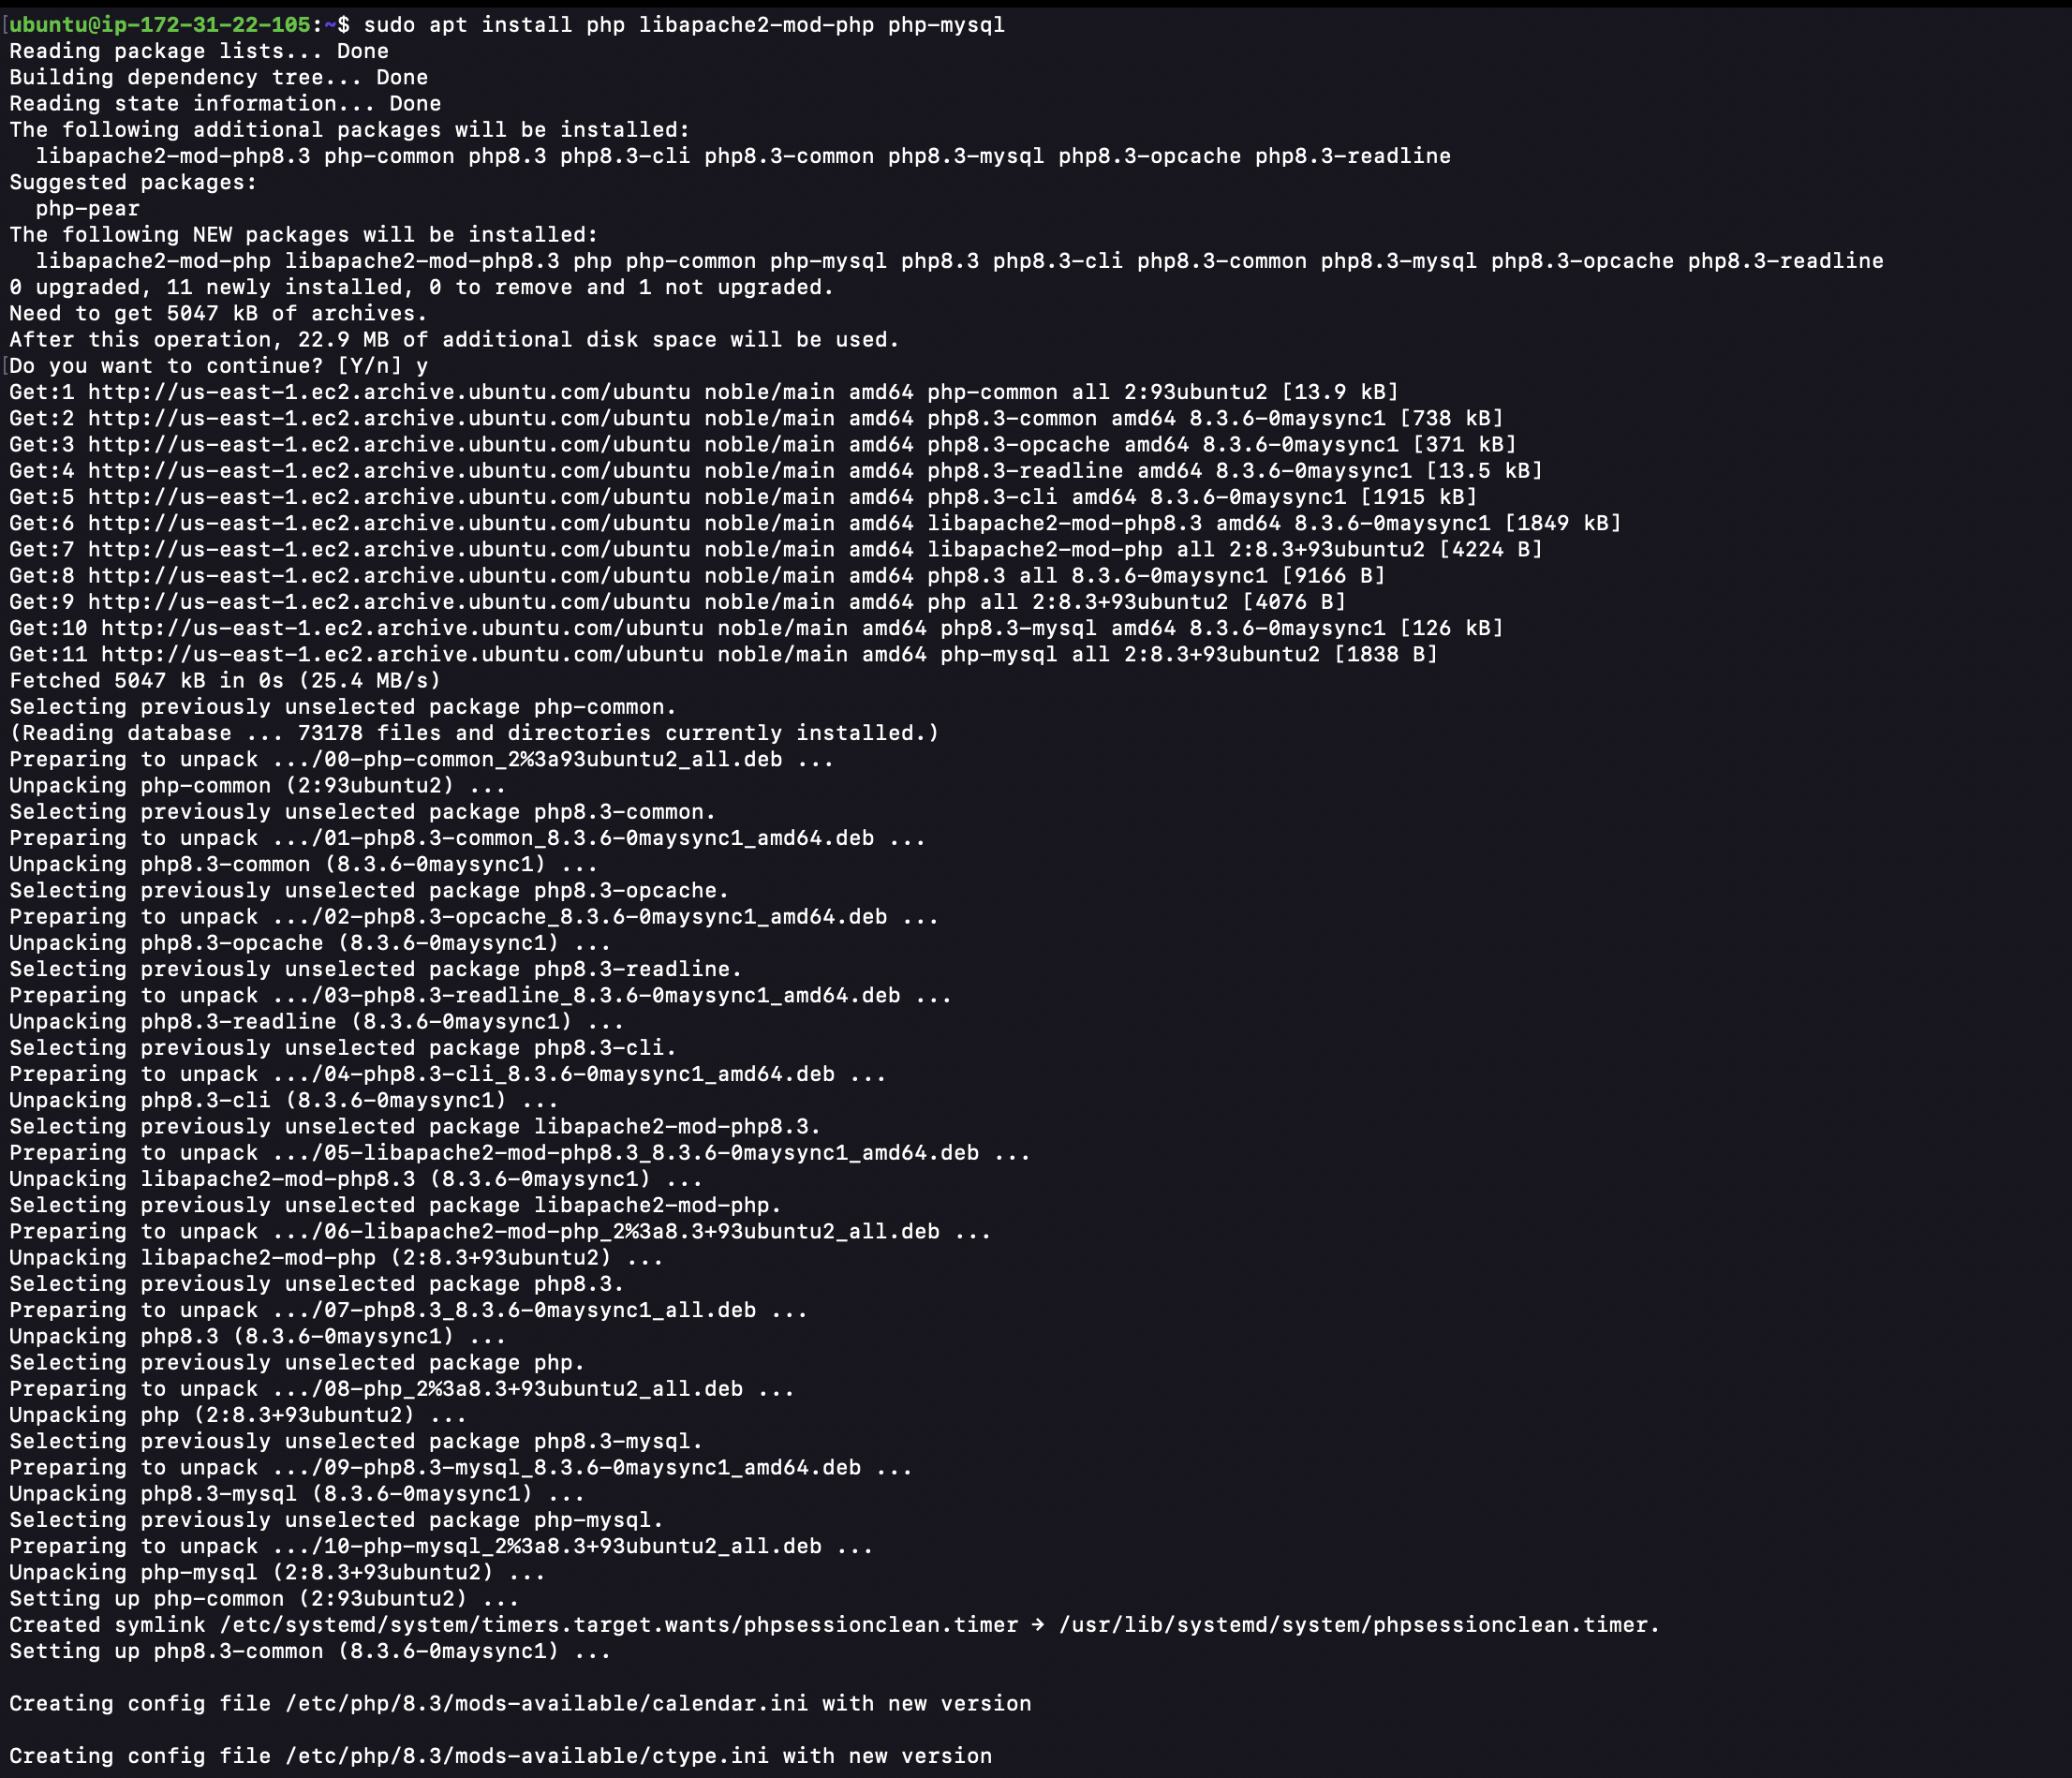 ubuntu@ip-172-31-22-105:~$ sudo apt install php libapache2-mod-php php-mysql
Reading package lists... Done
Building dependency tree... Done
Reading state information... Done
The following additional packages will be installed:
  libapache2-mod-php8.3 php-common php8.3 php8.3-cli php8.3-common php8.3-mysql php8.3-opcache php8.3-readline
Suggested packages:
  php-pear
The following NEW packages will be installed:
  libapache2-mod-php libapache2-mod-php8.3 php php-common php-mysql php8.3 php8.3-cli php8.3-common php8.3-mysql php8.3-opcache php8.3-readline
0 upgraded, 11 newly installed, 0 to remove and 1 not upgraded.
Need to get 5047 kB of archives.
After this operation, 22.9 MB of additional disk space will be used.
Do you want to continue? [Y/n] y
Get:1 http://us-east-1.ec2.archive.ubuntu.com/ubuntu noble/main amd64 php-common all 2:93ubuntu2 [13.9 kB]
Get:2 http://us-east-1.ec2.archive.ubuntu.com/ubuntu noble/main amd64 php8.3-common amd64 8.3.6-0maysync1 [738 kB]
Get:3 http://us-east-1.ec2.archive.ubuntu.com/ubuntu noble/main amd64 php8.3-opcache amd64 8.3.6-0maysync1 [371 kB]
Get:4 http://us-east-1.ec2.archive.ubuntu.com/ubuntu noble/main amd64 php8.3-readline amd64 8.3.6-0maysync1 [13.5 kB]
Get:5 http://us-east-1.ec2.archive.ubuntu.com/ubuntu noble/main amd64 php8.3-cli amd64 8.3.6-0maysync1 [1915 kB]
Get:6 http://us-east-1.ec2.archive.ubuntu.com/ubuntu noble/main amd64 libapache2-mod-php8.3 amd64 8.3.6-0maysync1 [1849 kB]
Get:7 http://us-east-1.ec2.archive.ubuntu.com/ubuntu noble/main amd64 libapache2-mod-php all 2:8.3+93ubuntu2 [4224 B]
Get:8 http://us-east-1.ec2.archive.ubuntu.com/ubuntu noble/main amd64 php8.3 all 8.3.6-0maysync1 [9166 B]
Get:9 http://us-east-1.ec2.archive.ubuntu.com/ubuntu noble/main amd64 php all 2:8.3+93ubuntu2 [4076 B]
Get:10 http://us-east-1.ec2.archive.ubuntu.com/ubuntu noble/main amd64 php8.3-mysql amd64 8.3.6-0maysync1 [126 kB]
Get:11 http://us-east-1.ec2.archive.ubuntu.com/ubuntu noble/main amd64 php-mysql all 2:8.3+93ubuntu2 [1838 B]
Fetched 5047 kB in 0s (25.4 MB/s)
Selecting previously unselected package php-common.
(Reading database ... 73178 files and directories currently installed.)
Preparing to unpack .../00-php-common_2%3a93ubuntu2_all.deb ...
Unpacking php-common (2:93ubuntu2) ...
Selecting previously unselected package php8.3-common.
Preparing to unpack .../01-php8.3-common_8.3.6-0maysync1_amd64.deb ...
Unpacking php8.3-common (8.3.6-0maysync1) ...
Selecting previously unselected package php8.3-opcache.
Preparing to unpack .../02-php8.3-opcache_8.3.6-0maysync1_amd64.deb ...
Unpacking php8.3-opcache (8.3.6-0maysync1) ...
Selecting previously unselected package php8.3-readline.
Preparing to unpack .../03-php8.3-readline_8.3.6-0maysync1_amd64.deb ...
Unpacking php8.3-readline (8.3.6-0maysync1) ...
Selecting previously unselected package php8.3-cli.
Preparing to unpack .../04-php8.3-cli_8.3.6-0maysync1_amd64.deb ...
Unpacking php8.3-cli (8.3.6-0maysync1) ...
Selecting previously unselected package libapache2-mod-php8.3.
Preparing to unpack .../05-libapache2-mod-php8.3_8.3.6-0maysync1_amd64.deb ...
Unpacking libapache2-mod-php8.3 (8.3.6-0maysync1) ...
Selecting previously unselected package libapache2-mod-php.
Preparing to unpack .../06-libapache2-mod-php_2%3a8.3+93ubuntu2_all.deb ...
Unpacking libapache2-mod-php (2:8.3+93ubuntu2) ...
Selecting previously unselected package php8.3.
Preparing to unpack .../07-php8.3_8.3.6-0maysync1_all.deb ...
Unpacking php8.3 (8.3.6-0maysync1) ...
Selecting previously unselected package php.
Preparing to unpack .../08-php_2%3a8.3+93ubuntu2_all.deb ...
Unpacking php (2:8.3+93ubuntu2) ...
Selecting previously unselected package php8.3-mysql.
Preparing to unpack .../09-php8.3-mysql_8.3.6-0maysync1_amd64.deb ...
Unpacking php8.3-mysql (8.3.6-0maysync1) ...
Selecting previously unselected package php-mysql.
Preparing to unpack .../10-php-mysql_2%3a8.3+93ubuntu2_all.deb ...
Unpacking php-mysql (2:8.3+93ubuntu2) ...
Setting up php-common (2:93ubuntu2) ...
Created symlink /etc/systemd/system/timers.target.wants/phpsessionclean.timer → /usr/lib/systemd/system/phpsessionclean.timer.
Setting up php8.3-common (8.3.6-0maysync1) ...
Creating config file /etc/php/8.3/mods-available/calendar.ini with new version
Creating config file /etc/php/8.3/mods-available/ctype.ini with new version